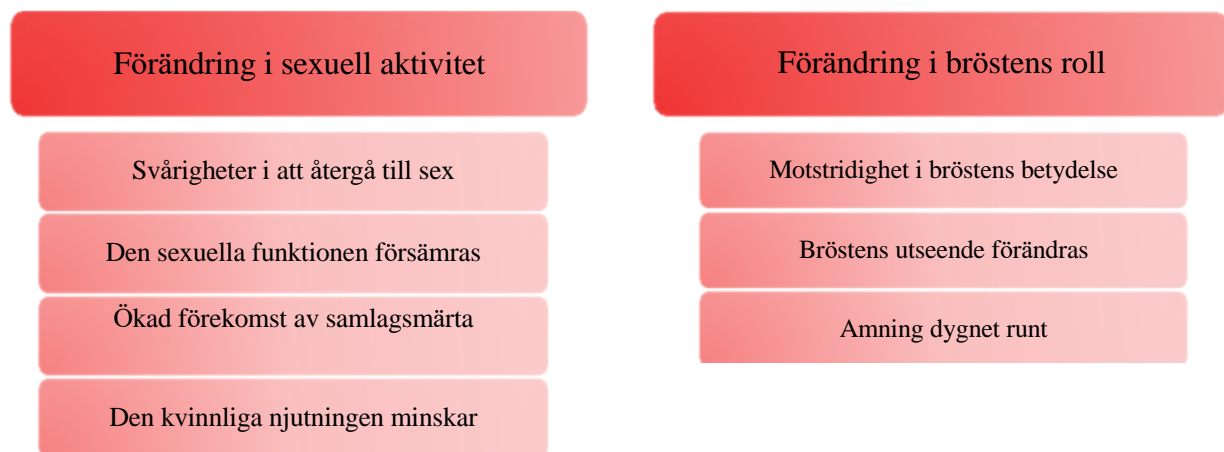 Förändring i sexuell aktivitet
Svårigheter i att återgå till sex
Den sexuella funktionen försämras
Ökad förekomst av samlagsmärta
Den kvinnliga njutningen minskar
Förändring i bröstens roll
Motstridighet i bröstens betydelse
Bröstens utseende förändras
Amning dygnet runt